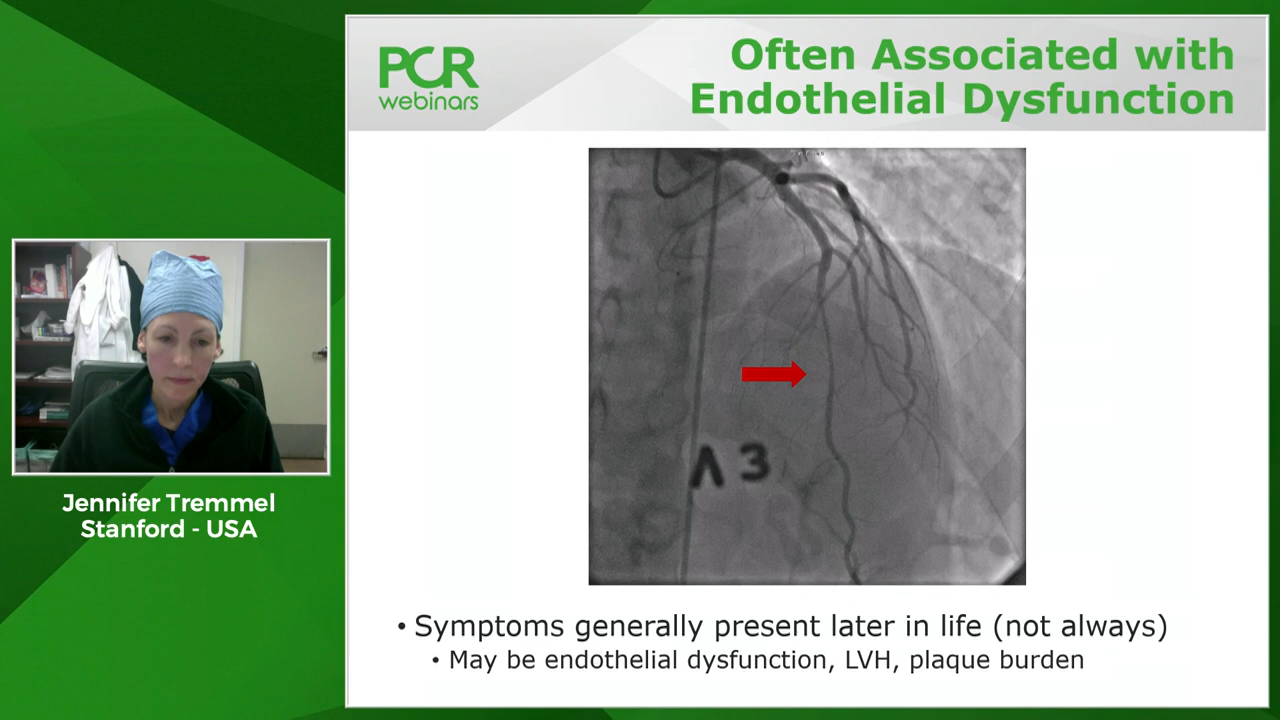 PCR
webinars
Often Associated with
Endothelial Dysfunction
Λ 3
Jennifer Tremmel
Stanford - USA
• Symptoms generally present later in life (not always)
• May be endothelial dysfunction, LVH, plaque burden